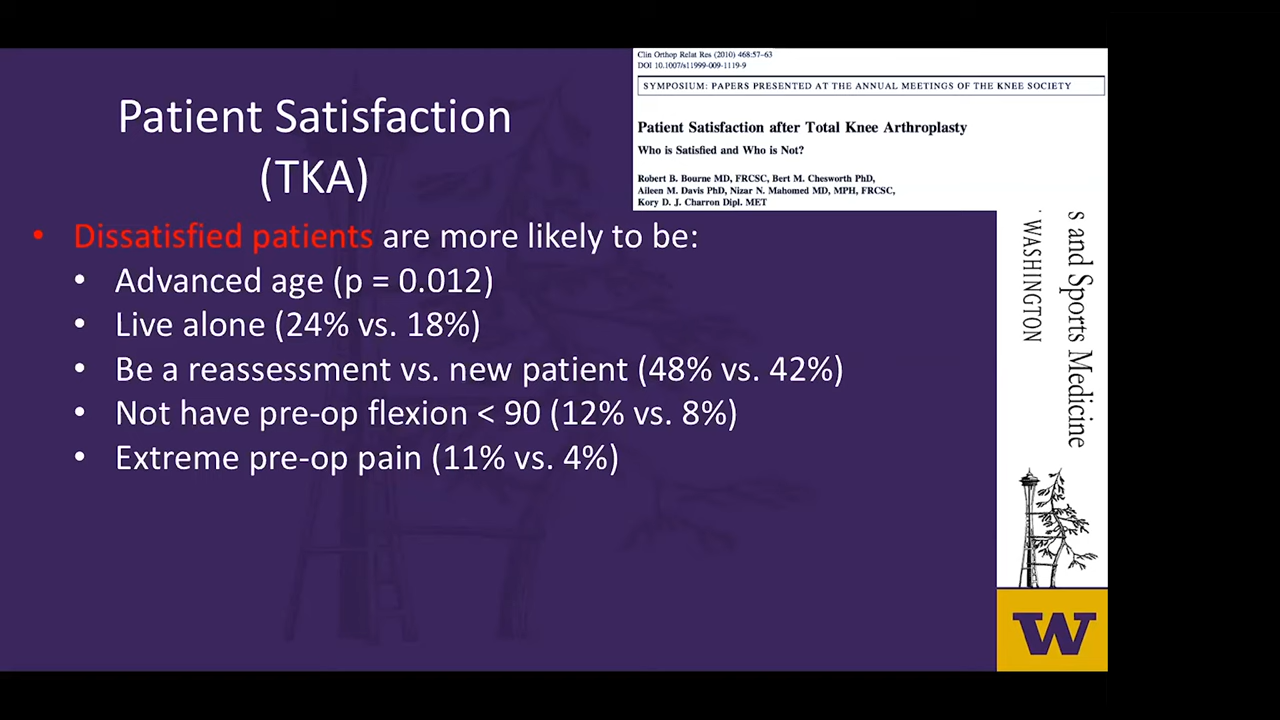 Patient Satisfaction
(TKA)
Clin Orthop Relat Res (2010) 468:57–63
DOI 10.1007/s11999-009-1119-9
SYMPOSIUM: PAPERS PRESENTED AT THE ANNUAL MEETINGS OF THE KNEE SOCIETY
Patient Satisfaction after Total Knee Arthroplasty
Who is Satisfied and Who is Not?
Robert B. Bourne MD, FRCSC, Bert M. Chesworth PhD,
Aileen M. Davis PhD, Nizar N. Mahomed MD, MPH, FRCSC,
Kory D. J. Charron Dipl. MET
• Dissatisfied patients are more likely to be:
• Advanced age (p = 0.012)
• Live alone (24% vs. 18%)
• Be a reassessment vs. new patient (48% vs. 42%)
• Not have pre-op flexion < 90 (12% vs. 8%)
• Extreme pre-op pain (11% vs. 4%)
s and Sports Medicine
WASHINGTON
W